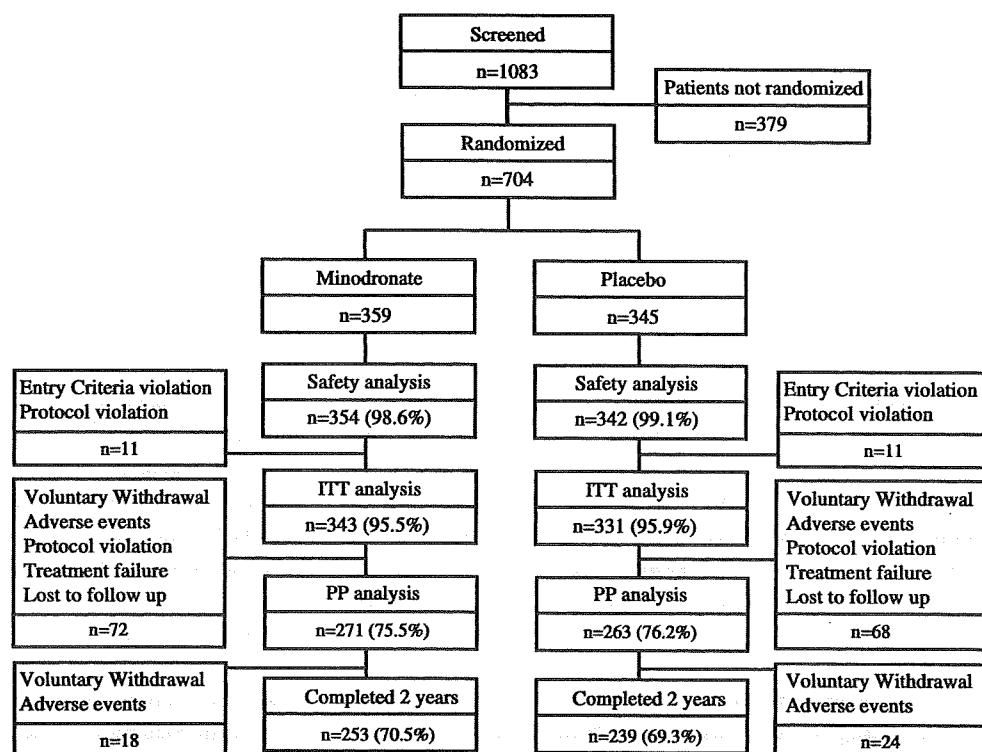 Screened
n=1083
Patients not randomized
n=379
Randomized
n=704
Minodronate
n=359
Placebo
n=345
Safety analysis
n=354 (98.6%)
Safety analysis
n=342 (99.1%)
Entry Criteria violation
Protocol violation
n=11
Entry Criteria violation
Protocol violation
n=11
ITT analysis
n=343 (95.5%)
ITT analysis
n=331 (95.9%)
Voluntary Withdrawal
Adverse events
Protocol violation
Treatment failure
Lost to follow up
n=72
Voluntary Withdrawal
Adverse events
Protocol violation
Treatment failure
Lost to follow up
n=68
PP analysis
n=271 (75.5%)
PP analysis
n=263 (76.2%)
Voluntary Withdrawal
Adverse events
n=18
Completed 2 years
n=253 (70.5%)
Completed 2 years
n=239 (69.3%)
Voluntary Withdrawal
Adverse events
n=24